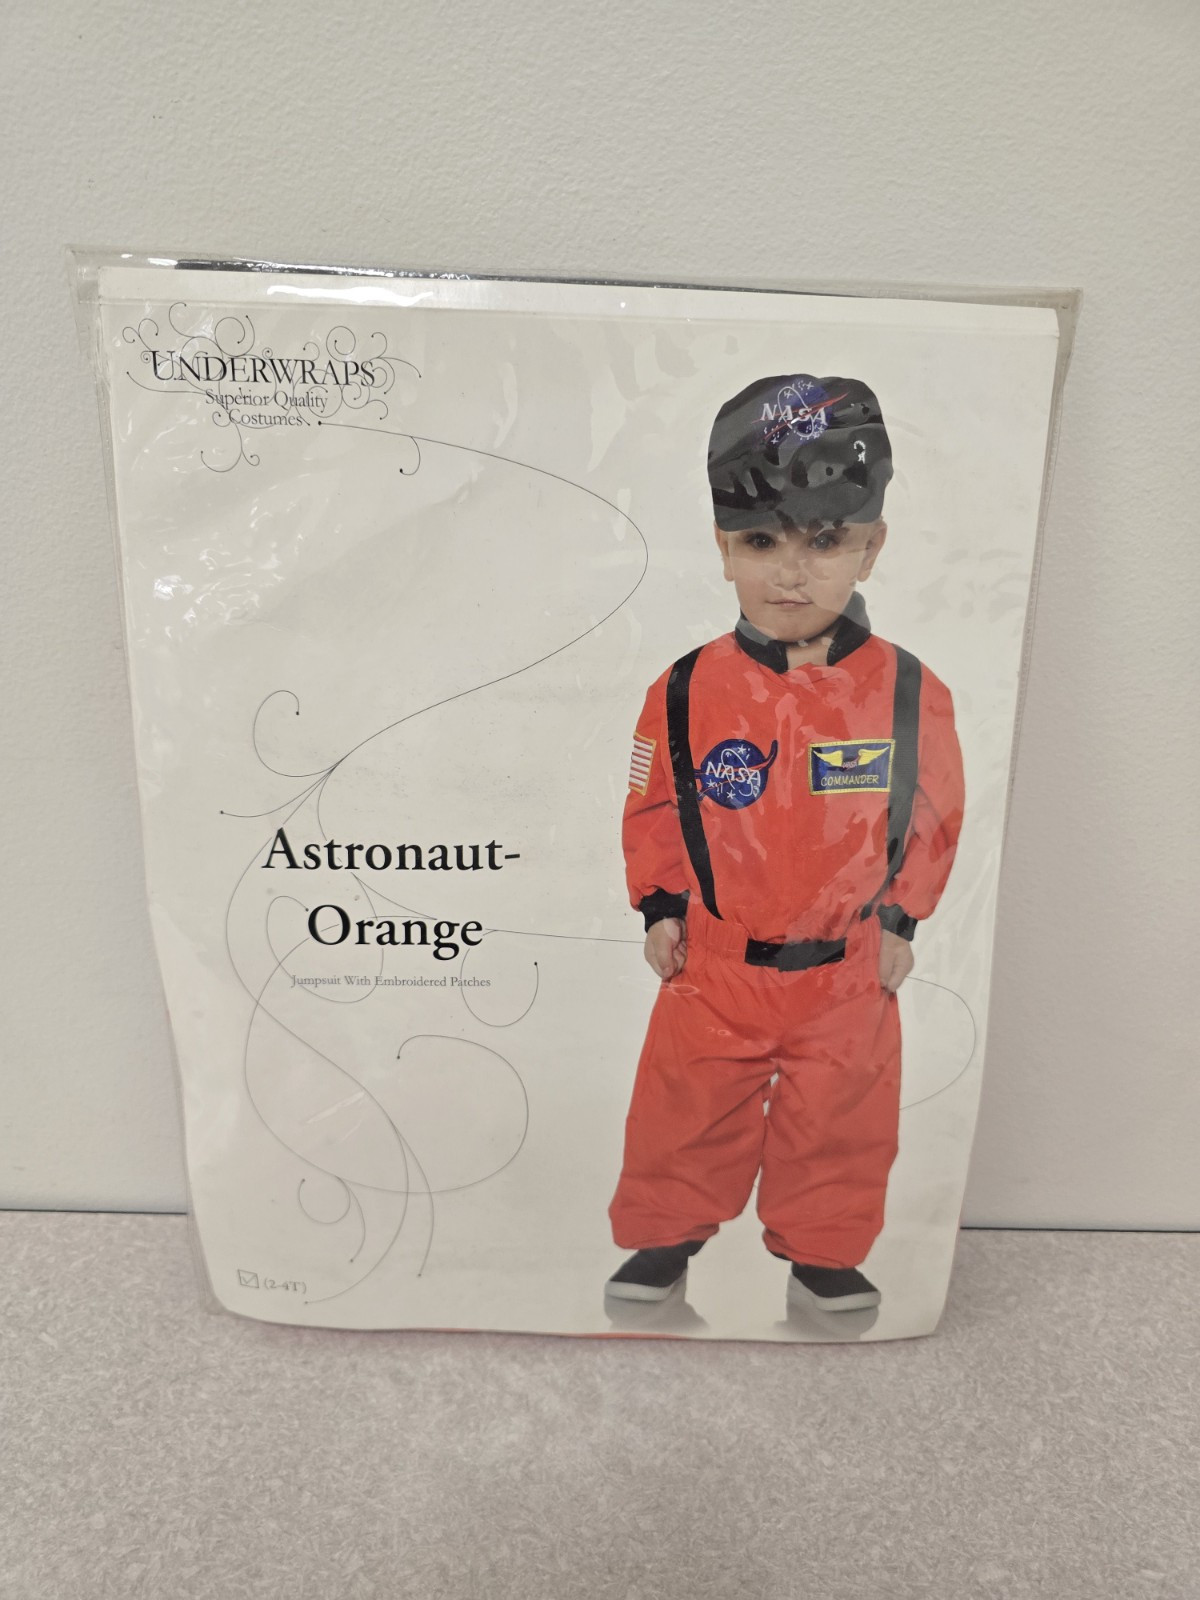 UNDERWRAPS
Superior Quality
Costumes
NASA
NASA
COMMANDER
Astronaut-
Orange
Jumpsuit With Embroidered Patches
(2-4T)